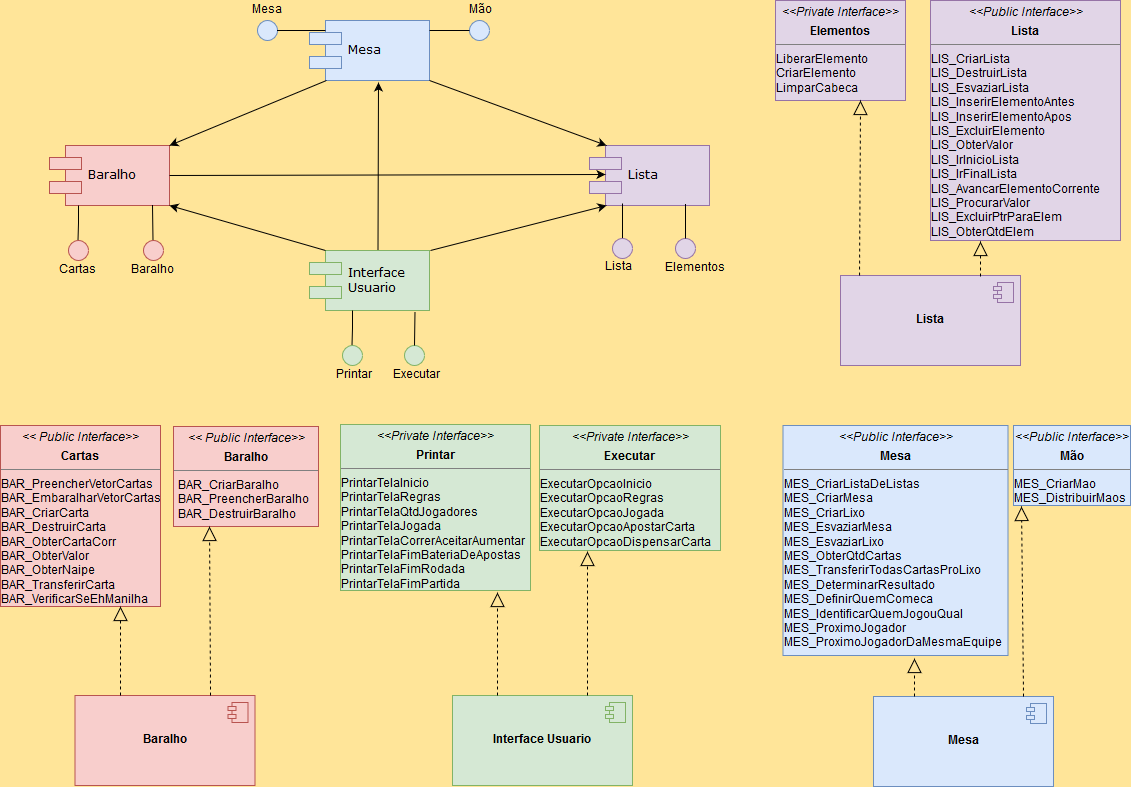 Mesa
Mão
Mesa
Baralho
Lista
Cartas
Baralho
Lista
Elementos
Interface
Usuario
Printar
Executar
<<Private Interface>>
Elementos
LiberarElemento
CriarElemento
LimparCabeca
<<Public Interface>>
Lista
LIS_CriarLista
LIS_DestruirLista
LIS_EsvaziarLista
LIS_InserirElementoAntes
LIS_InserirElementoApos
LIS_ExcluirElemento
LIS_ObterValor
LIS_IrInicioLista
LIS_IrFinalLista
LIS_AvancarElementoCorrente
LIS_ProcurarValor
LIS_ExcluirPtrParaElem
LIS_ObterQtdElem
Lista
<< Public Interface>>
Cartas
BAR_PreencherVetorCartas
BAR_EmbaralharVetorCartas
BAR_CriarCarta
BAR_DestruirCarta
BAR_ObterCartaCorr
BAR_ObterValor
BAR_ObterNaipe
BAR_TransferirCarta
BAR_VerificarSeEhManilha
<< Public Interface>>
Baralho
BAR_CriarBaralho
BAR_PreencherBaralho
BAR_DestruirBaralho
Baralho
<<Private Interface>>
Printar
PrintarTelaInicio
PrintarTelaRegras
PrintarTelaQtdJogadores
PrintarTelaJogada
PrintarTelaCorrerAceitarAumentar
PrintarTelaFimBateriaDeApostas
PrintarTelaFimRodada
PrintarTelaFimPartida
<<Private Interface>>
Executar
ExecutarOpcaoInicio
ExecutarOpcaoRegras
ExecutarOpcaoJogada
ExecutarOpcaoApostarCarta
ExecutarOpcaoDispensarCarta
Interface Usuario
<<Public Interface>>
Mesa
MES_CriarListaDeListas
MES_CriarMesa
MES_CriarLixo
MES_EsvaziarMesa
MES_EsvaziarLixo
MES_ObterQtdCartas
MES_TransferirTodasCartasProLixo
MES_DeterminarResultado
MES_DefinirQuemComeca
MES_IdentificarQuemJogouQual
MES_ProximoJogador
MES_ProximoJogadorDaMesmaEquipe
<<Public Interface>>
Mão
MES_CriarMao
MES_DistribuirMaos
Mesa